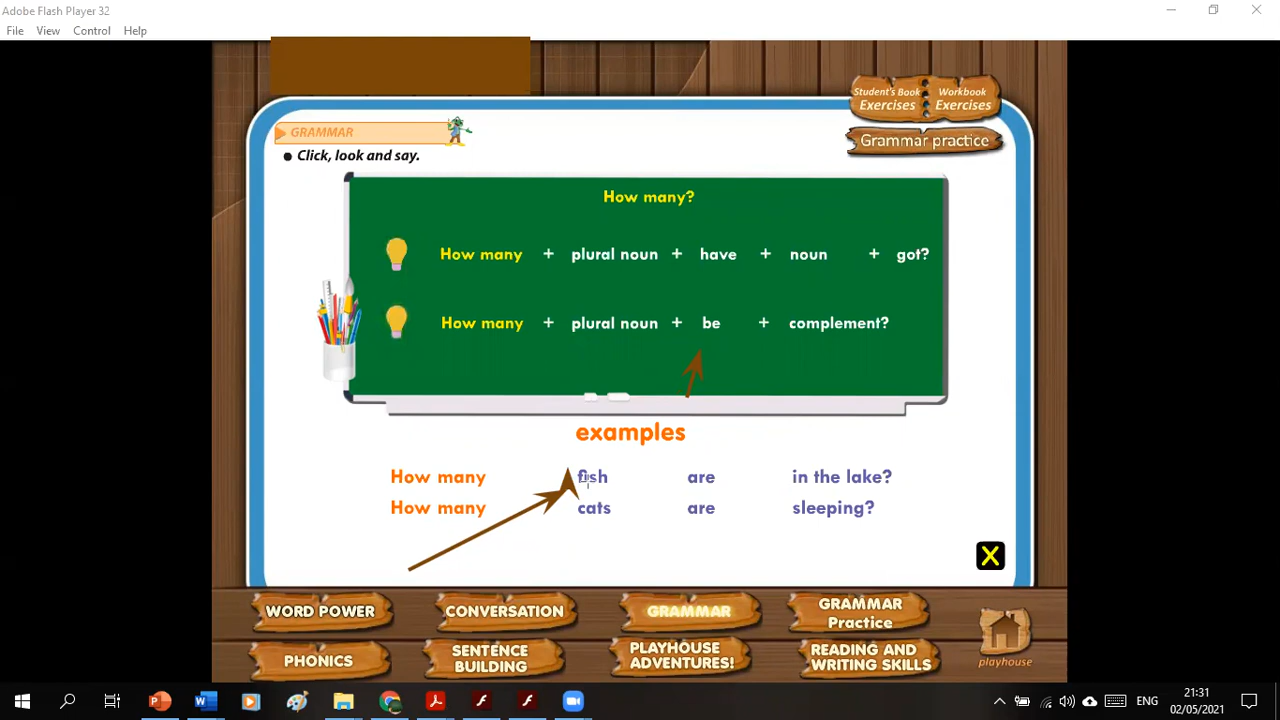 Adobe Flash Player 32
File View Control Help
Student's Book Exercises
Workbook Exercises
Grammar practice
GRAMMAR
● Click, look and say.
How many?
How many + plural noun + have + noun + got?
How many + plural noun + be + complement?
examples
How many fish are in the lake?
How many cats are sleeping?
X
WORD POWER CONVERSATION GRAMMAR GRAMMAR Practice
PHONICS SENTENCE BUILDING PLAYHOUSE ADVENTURES! READING AND WRITING SKILLS playhouse
ENG
21:31
02/05/2021